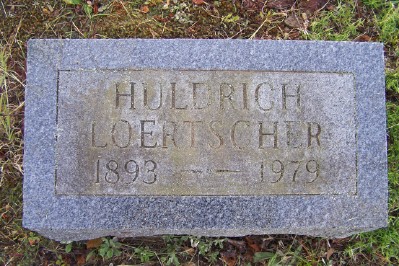 HULDRICH
LOERTSCHER
1893 – – 1979